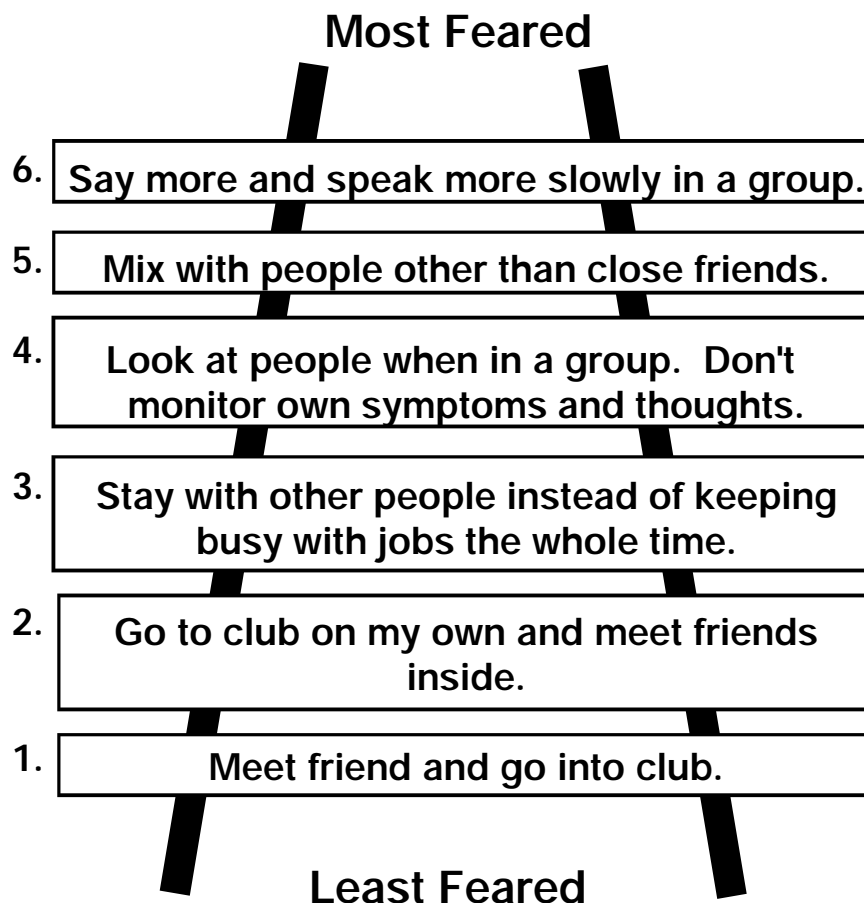 Most Feared
6. Say more and speak more slowly in a group.
5. Mix with people other than close friends.
4. Look at people when in a group.  Don't
monitor own symptoms and thoughts.
3. Stay with other people instead of keeping
busy with jobs the whole time.
2. Go to club on my own and meet friends
inside.
1. Meet friend and go into club.
Least Feared